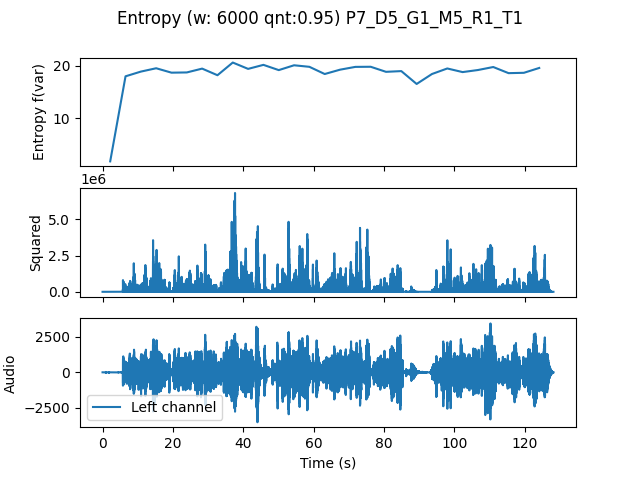 Entropy (w: 6000 qnt:0.95) P7_D5_G1_M5_R1_T1
Entropy f(var)
20
10
1e6
Squared
5.0
2.5
0.0
Audio
2500
0
−2500
Left channel
0 20 40 60 80 100 120
Time (s)